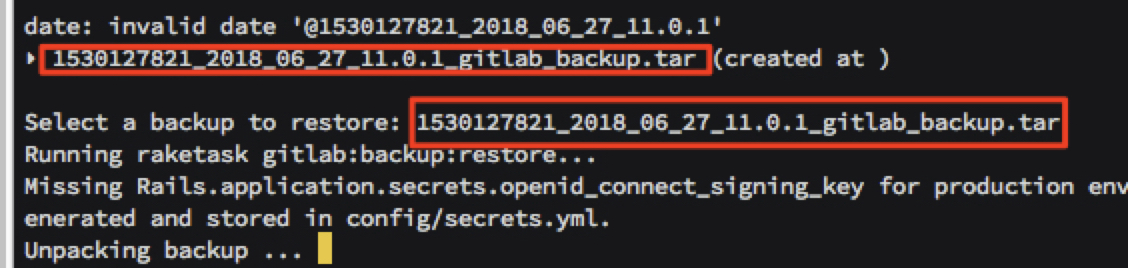 date: invalid date '@1530127821_2018_06_27_11.0.1'
‣ 1530127821_2018_06_27_11.0.1_gitlab_backup.tar (created at )
Select a backup to restore: 1530127821_2018_06_27_11.0.1_gitlab_backup.tar
Running raketask gitlab:backup:restore...
Missing Rails.application.secrets.openid_connect_signing_key for production env
enerated and stored in config/secrets.yml.
Unpacking backup ...